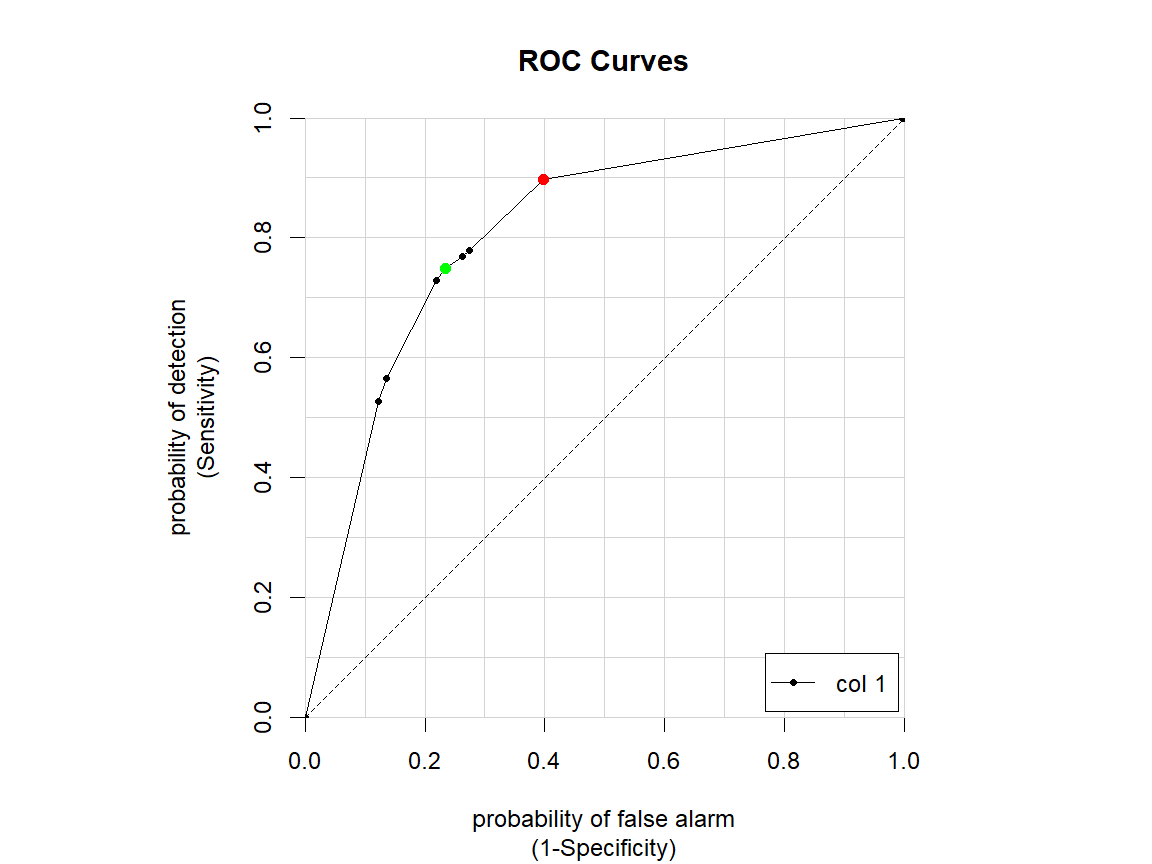 ROC Curves
probability of detection
(Sensitivity)
1.0
0.8
0.6
0.4
0.2
0.0
0.0 0.2 0.4 0.6 0.8 1.0
col 1
probability of false alarm
(1-Specificity)